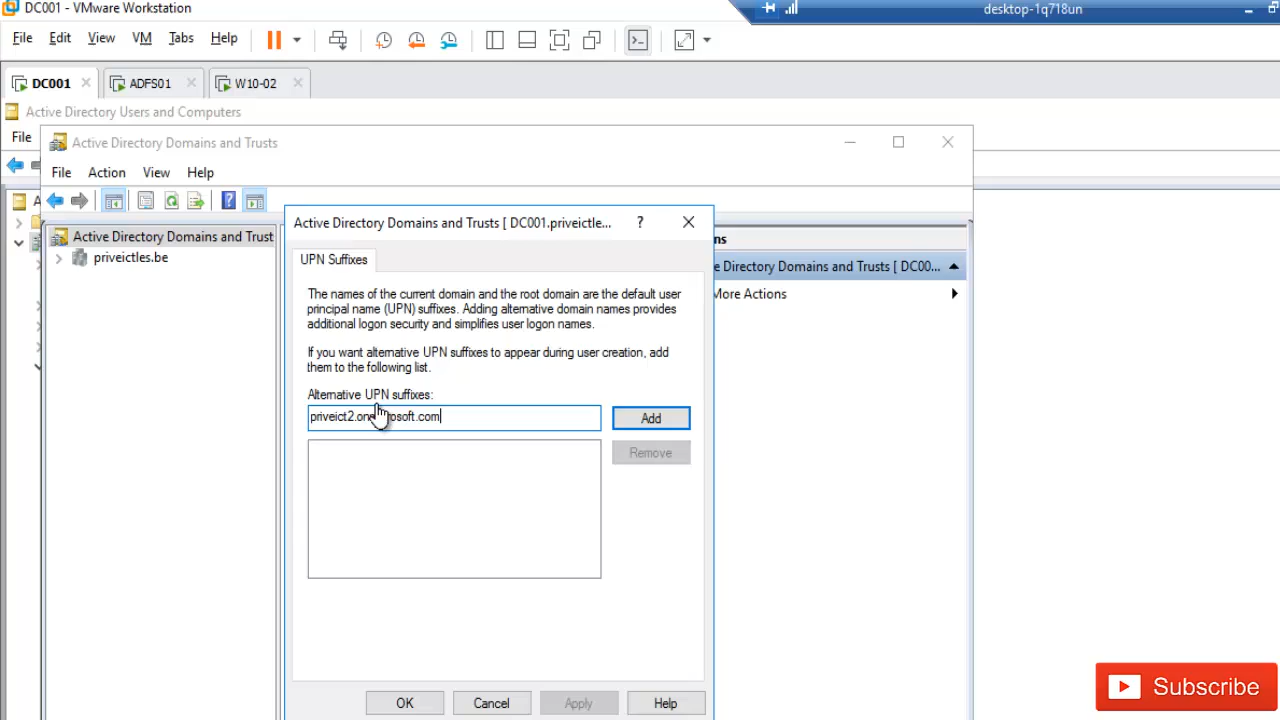 DC001 - VMware Workstation
desktop-1q718un
File Edit View VM Tabs Help
DC001 ADFS01 W10-02
Active Directory Users and Computers
File
Active Directory Domains and Trusts
File Action View Help
A
Active Directory Domains and Trust
priveictles.be
Active Directory Domains and Trusts [ DC001.priveictle...
UPN Suffixes
The names of the current domain and the root domain are the default user
principal name (UPN) suffixes. Adding alternative domain names provides
additional logon security and simplifies user logon names.
If you want alternative UPN suffixes to appear during user creation, add
them to the following list.
Alternative UPN suffixes:
Add
Remove
OK Cancel Apply Help
ns
e Directory Domains and Trusts [ DC00...
More Actions
Subscribe